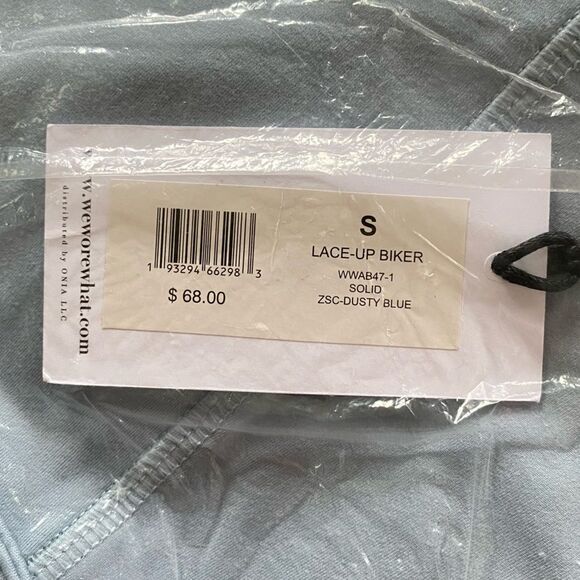 www.weworewhat.com
distributed by ONIA LLC
1 93294 66298 3
$ 68.00
S
LACE-UP BIKER
WWAB47-1
SOLID
ZSC-DUSTY BLUE